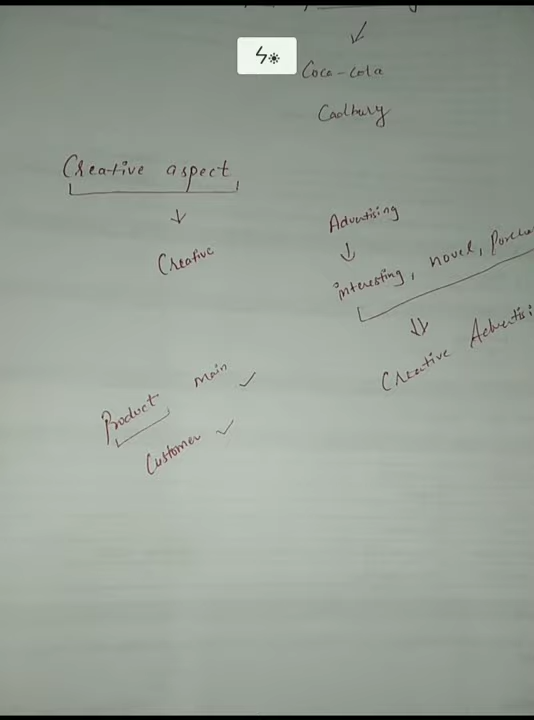 Coca-cola
Cadbury
Creative aspect
Creative
Advertising
interesting, novel,
Creative
Product main
Customer